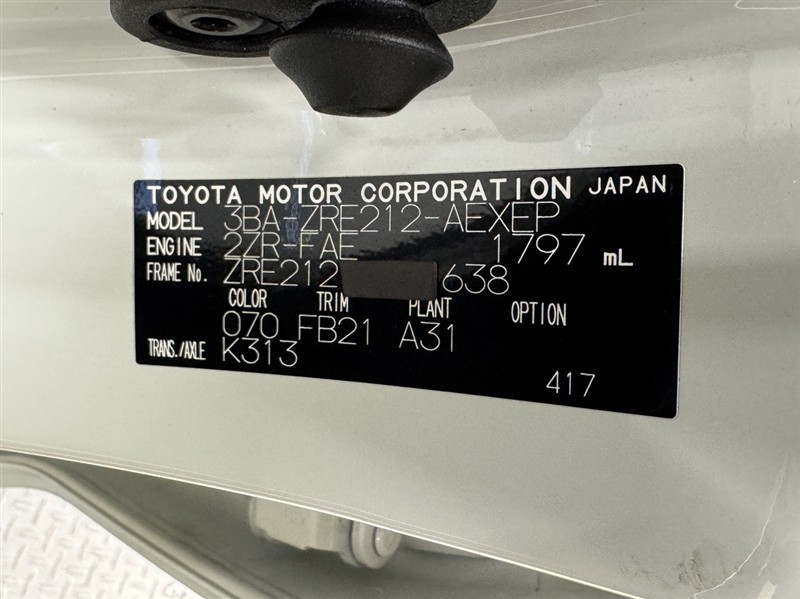 TOYOTA MOTOR CORPORATION JAPAN
MODEL 3BA-ZRE212-AEXEP
ENGINE 2ZR-FAE 1797 mL
FRAME No. ZRE212 638
COLOR TRIM PLANT OPTION
070 FB21 A31
TRANS./AXLE K313
417